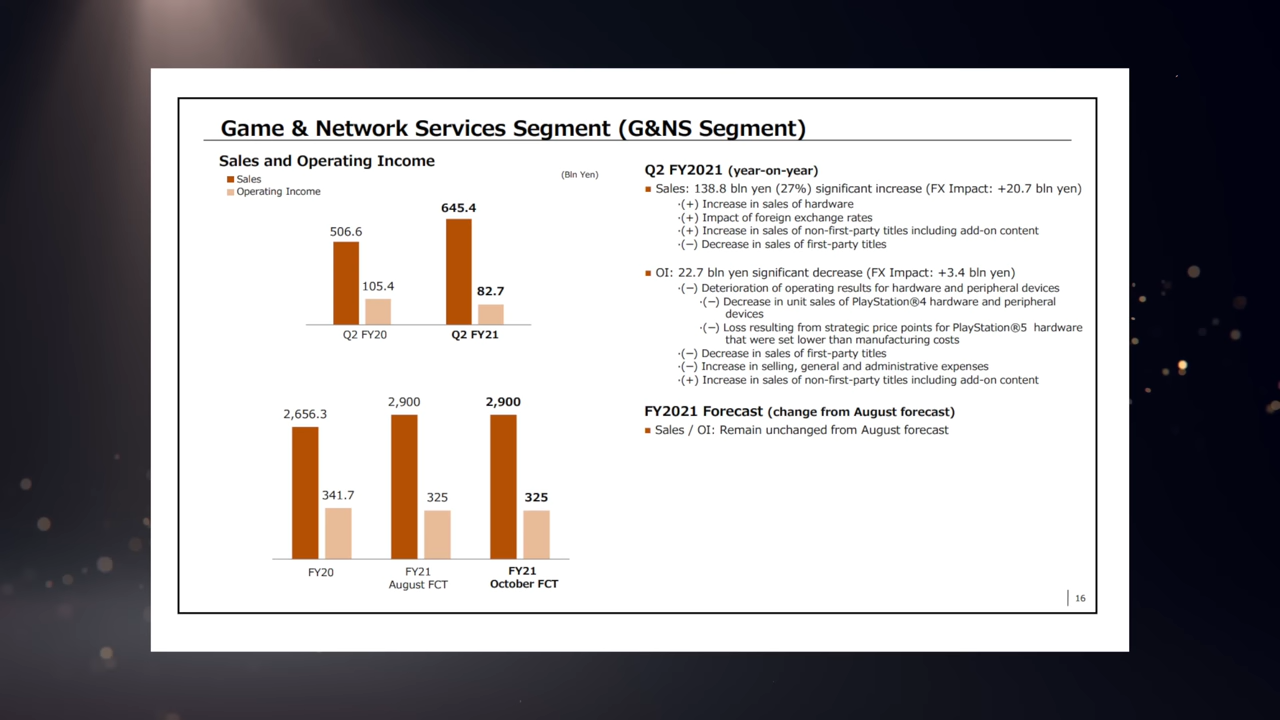 Game & Network Services Segment (G&NS Segment)
Sales and Operating Income
(Bln Yen)
Sales
Operating Income
506.6
105.4
645.4
82.7
Q2 FY20
Q2 FY21
2,656.3
341.7
2,900
325
2,900
325
FY20
FY21
August FCT
FY21
October FCT
Q2 FY2021 (year-on-year)
■ Sales: 138.8 bln yen (27%) significant increase (FX Impact: +20.7 bln yen)
·(+) Increase in sales of hardware
·(+) Impact of foreign exchange rates
·(+) Increase in sales of non-first-party titles including add-on content
·(−) Decrease in sales of first-party titles
■ OI: 22.7 bln yen significant decrease (FX Impact: +3.4 bln yen)
·(−) Deterioration of operating results for hardware and peripheral devices
·(−) Decrease in unit sales of PlayStation®4 hardware and peripheral
devices
·(−) Loss resulting from strategic price points for PlayStation®5 hardware
that were set lower than manufacturing costs
·(−) Decrease in sales of first-party titles
·(−) Increase in selling, general and administrative expenses
·(+) Increase in sales of non-first-party titles including add-on content
FY2021 Forecast (change from August forecast)
■ Sales / OI: Remain unchanged from August forecast
16